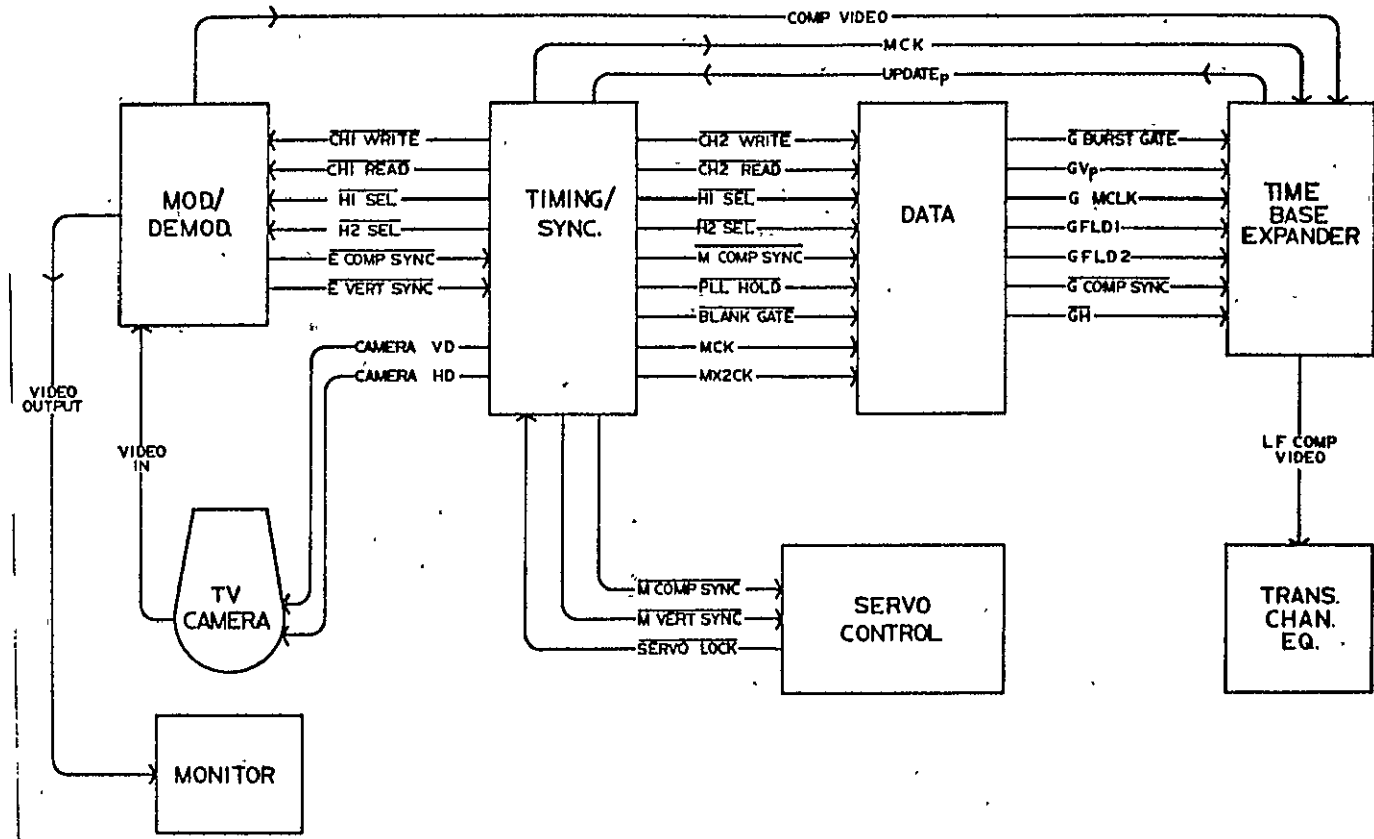 COMP VIDEO
MCK
UPDATEp
MOD/
DEMOD.
CH1 WRITE
CH1 READ
H1 SEL
H2 SEL
E COMP SYNC
E VERT SYNC
CAMERA VD
CAMERA HD
TIMING/
SYNC.
CH2 WRITE
CH2 READ
H1 SEL
H2 SEL
M COMP SYNC
PLL HOLD
BLANK GATE
MCK
MX2CK
DATA
G BURST GATE
GVp
G MCLK
GFLD1
GFLD2
G COMP SYNC
GH
TIME
BASE
EXPANDER
VIDEO
OUTPUT
VIDEO
IN
LF COMP
VIDEO
TV
CAMERA
M COMP SYNC
M VERT SYNC
SERVO LOCK
SERVO
CONTROL
TRANS.
CHAN.
EQ.
MONITOR